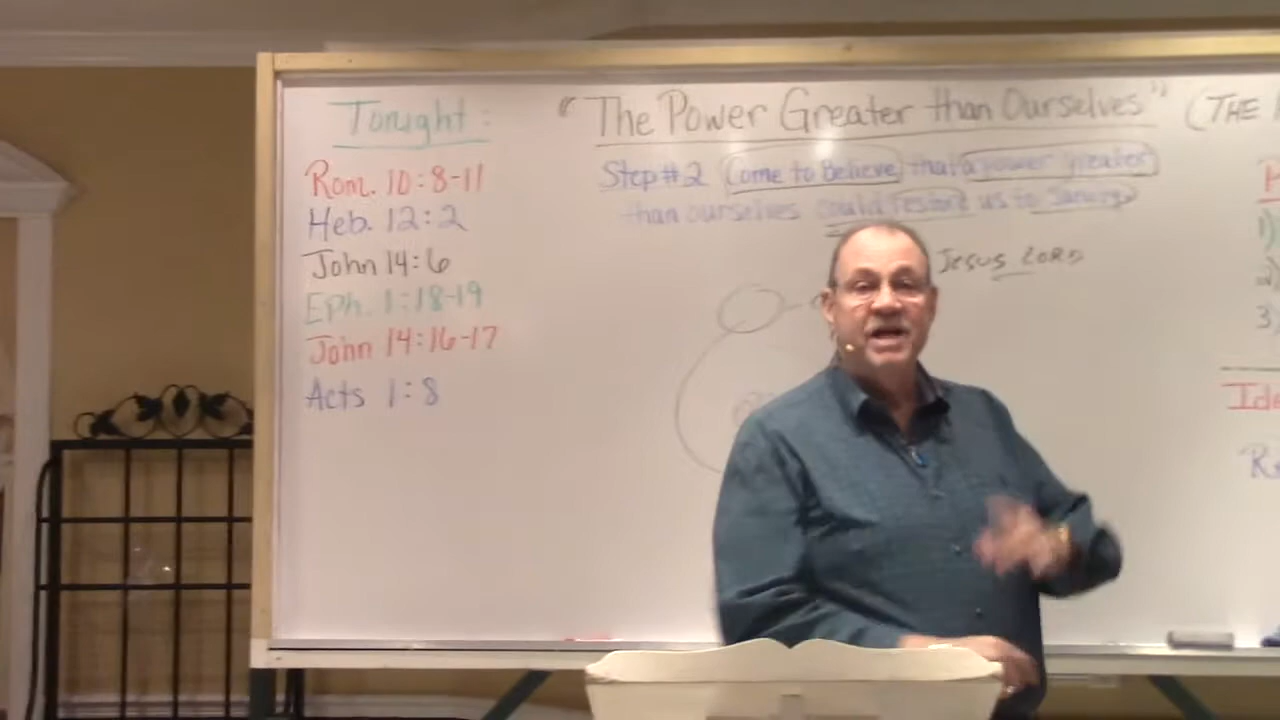 Tonight:
Rom. 10:8-11
Heb. 12:2
John 14:6
Eph. 1:18-19
John 14:16-17
Acts 1:8
"The Power Greater than Ourselves" (THE
Step #2 Come to Believe that a power greater
than ourselves could restore us to Sanity
JESUS LORD
P
1)
2)
3
Ide